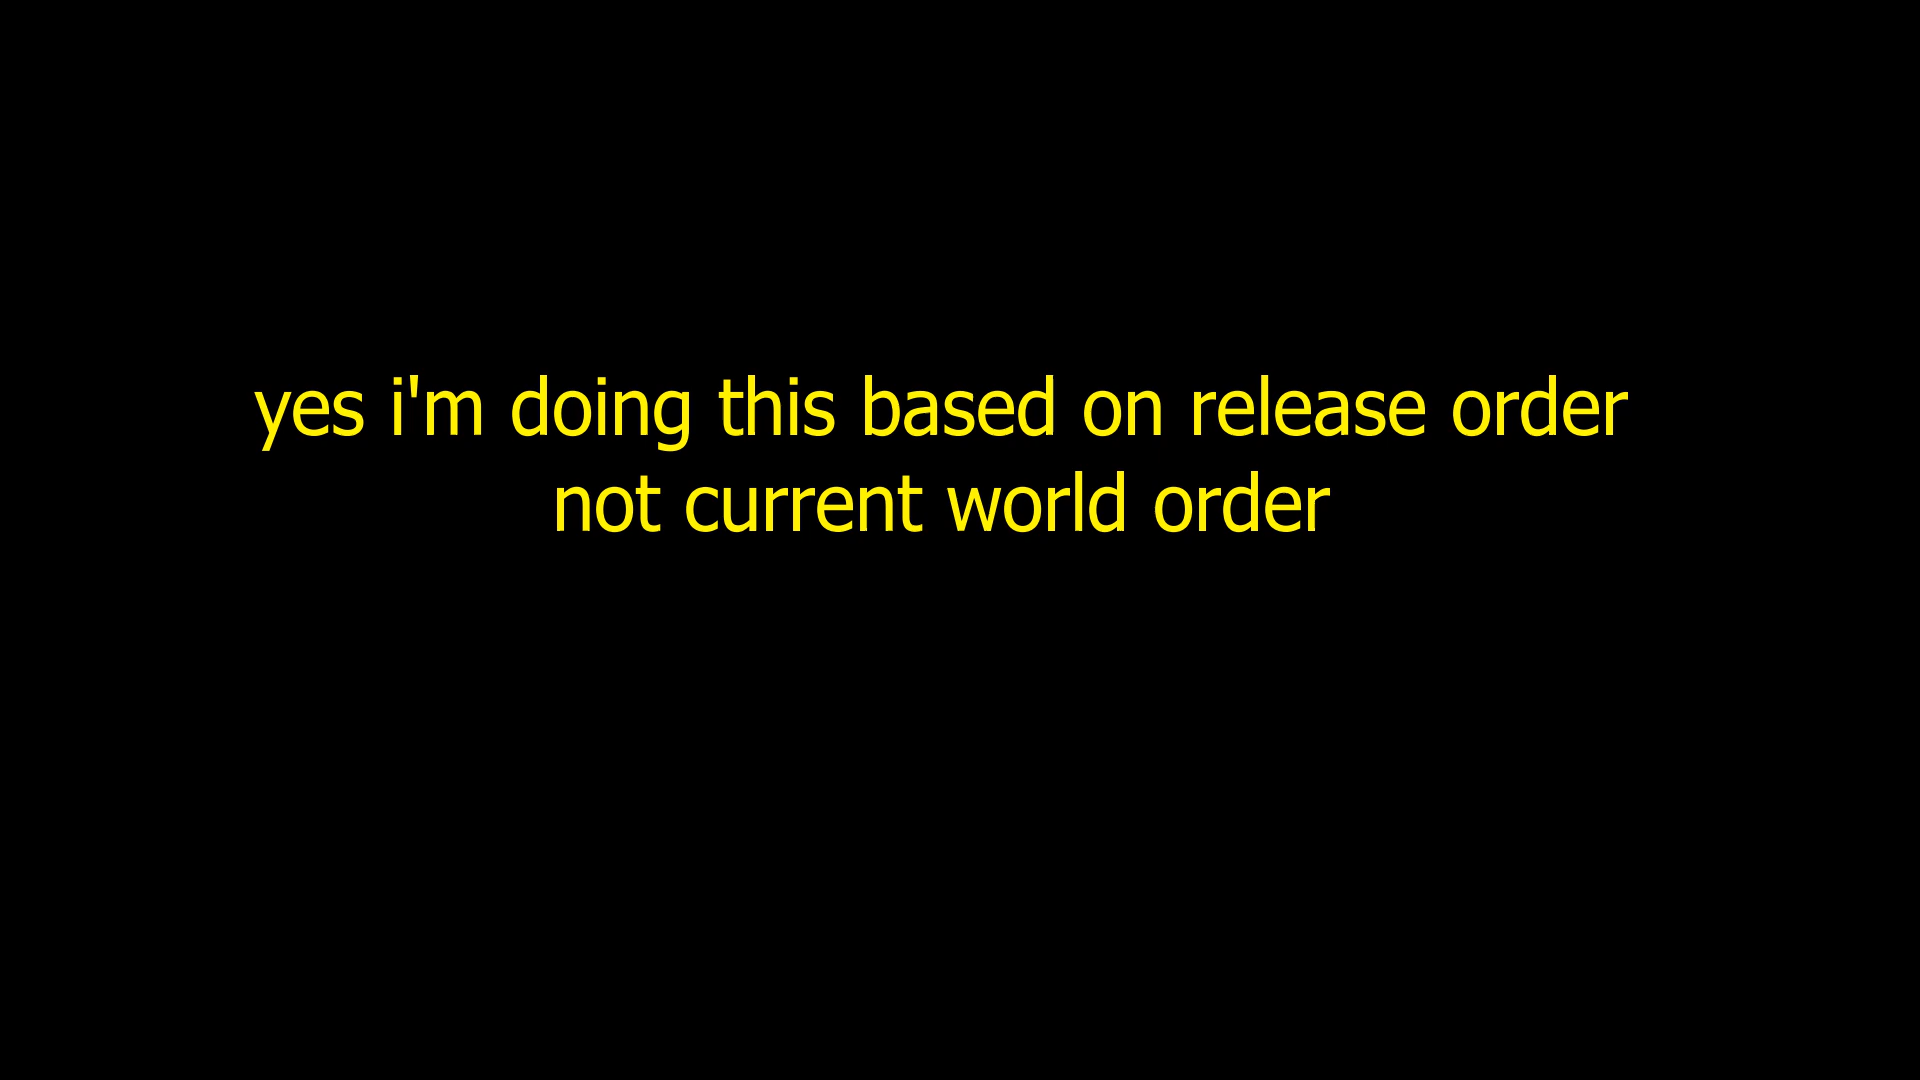 yes i'm doing this based on release order
not current world order